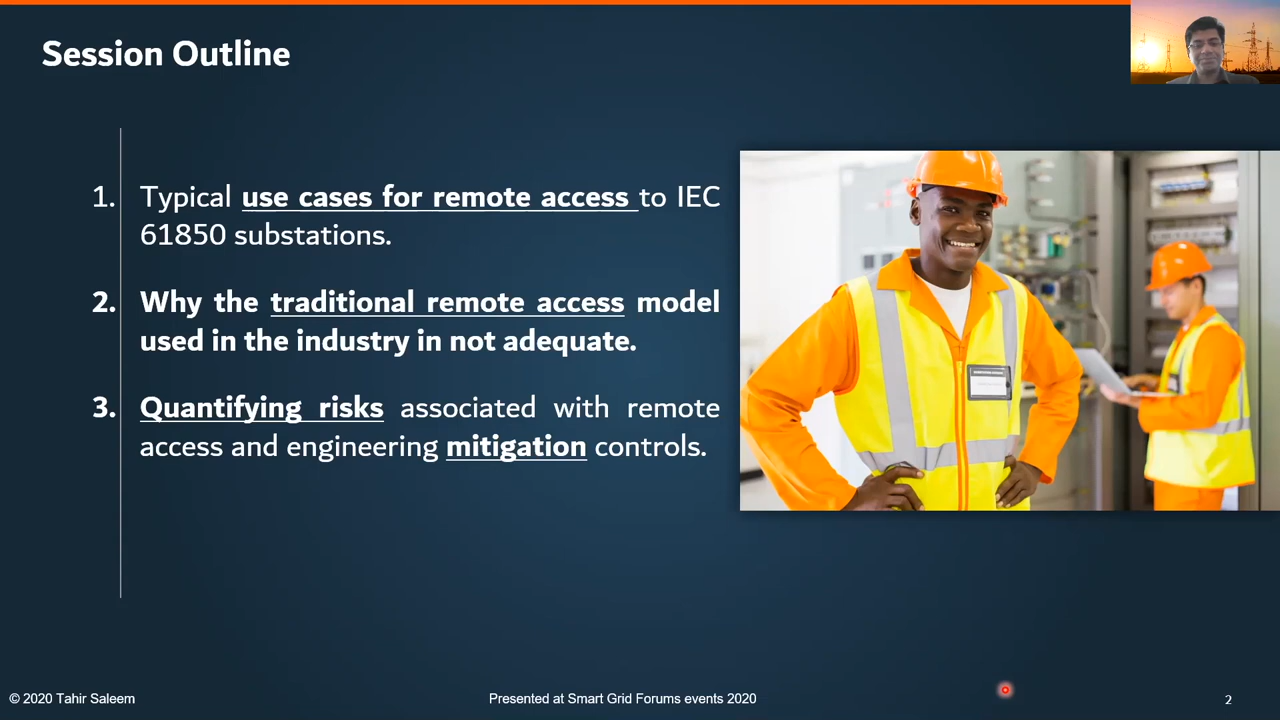 Session Outline
1. Typical use cases for remote access to IEC
61850 substations.
2. Why the traditional remote access model
used in the industry in not adequate.
3. Quantifying risks associated with remote
access and engineering mitigation controls.
© 2020 Tahir Saleem
Presented at Smart Grid Forums events 2020
2